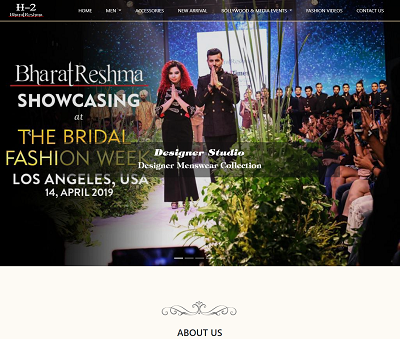 H-2
BharatReshma
HOME MEN ACCESSORIES NEW ARRIVAL BOLLYWOOD & MEDIA EVENTS FASHION VIDEOS CONTACT US
BharatReshma
SHOWCASING
at
THE BRIDAL
FASHION WEEK
LOS ANGELES, USA
14, APRIL 2019
Designer Studio
Designer Menswear Collection
ABOUT US